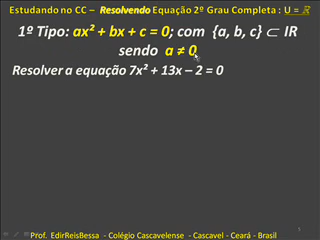 Estudando no CC – Resolvendo Equação 2º Grau Completa : U = ℝ
1º Tipo: ax² + bx + c = 0; com {a, b, c} ⊂ IR
sendo a ≠ 0
Resolver a equação 7x² + 13x – 2 = 0
Prof. EdirReisBessa - Colégio Cascavelense - Cascavel - Ceará - Brasil